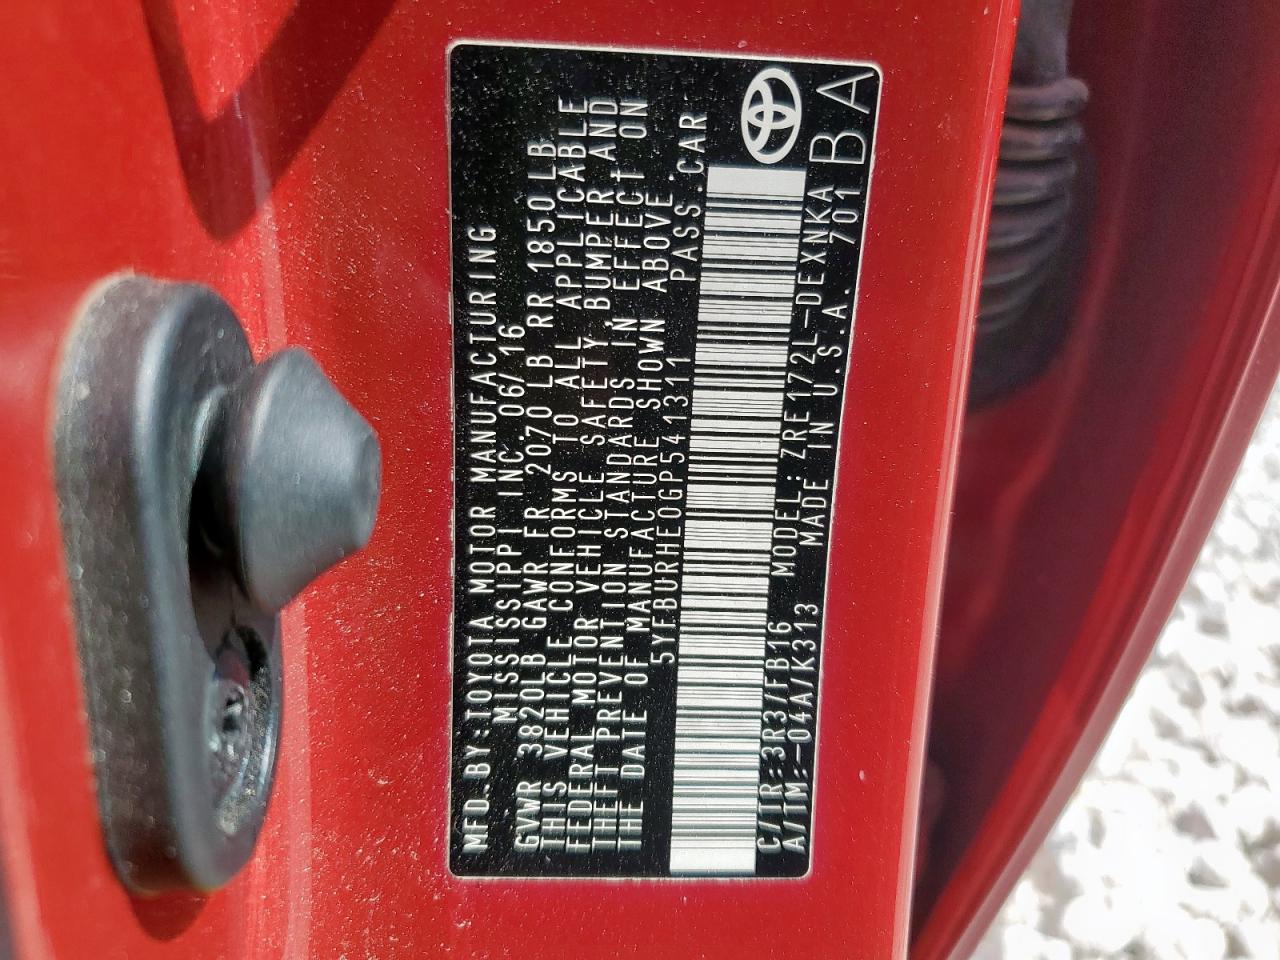 MFD.BY:TOYOTA MOTOR MANUFACTURING
MISSISSIPPI INC. 06/16
GVWR 3820LB GAWR FR 2070 LB RR 1850 LB
THIS VEHICLE CONFORMS TO ALL APPLICABLE
FEDERAL MOTOR VEHICLE SAFETY,BUMPER AND
THEFT PREVENTION STANDARDS IN EFFECT ON
THE DATE OF MANUFACTURE SHOWN ABOVE.
5YFBURHE0GP541311 PASS.CAR
C/TR:3R3/FB16 MODEL:ZRE172L-DEXNKA
A/TM:-04A/K313 MADE IN U.S.A. 701
BA